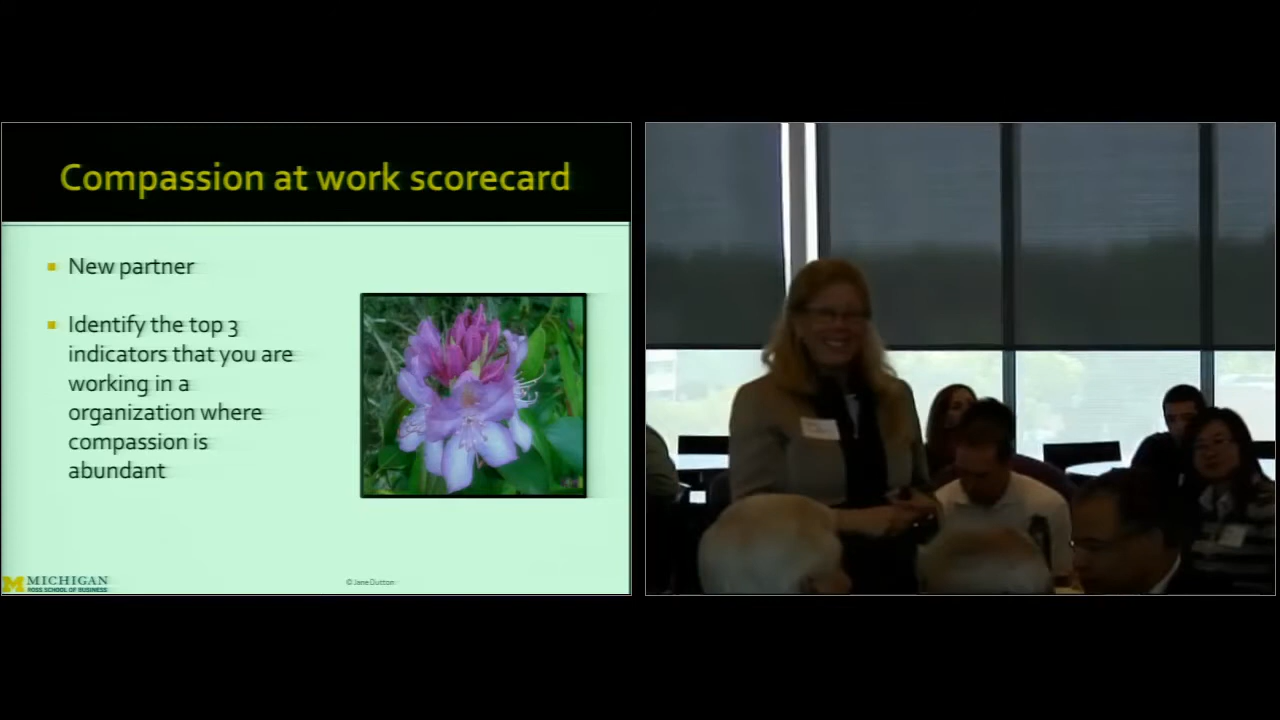 Compassion at work scorecard
New partner
Identify the top 3
indicators that you are
working in a
organization where
compassion is
abundant
M MICHIGAN
ROSS SCHOOL OF BUSINESS
© Jane Dutton